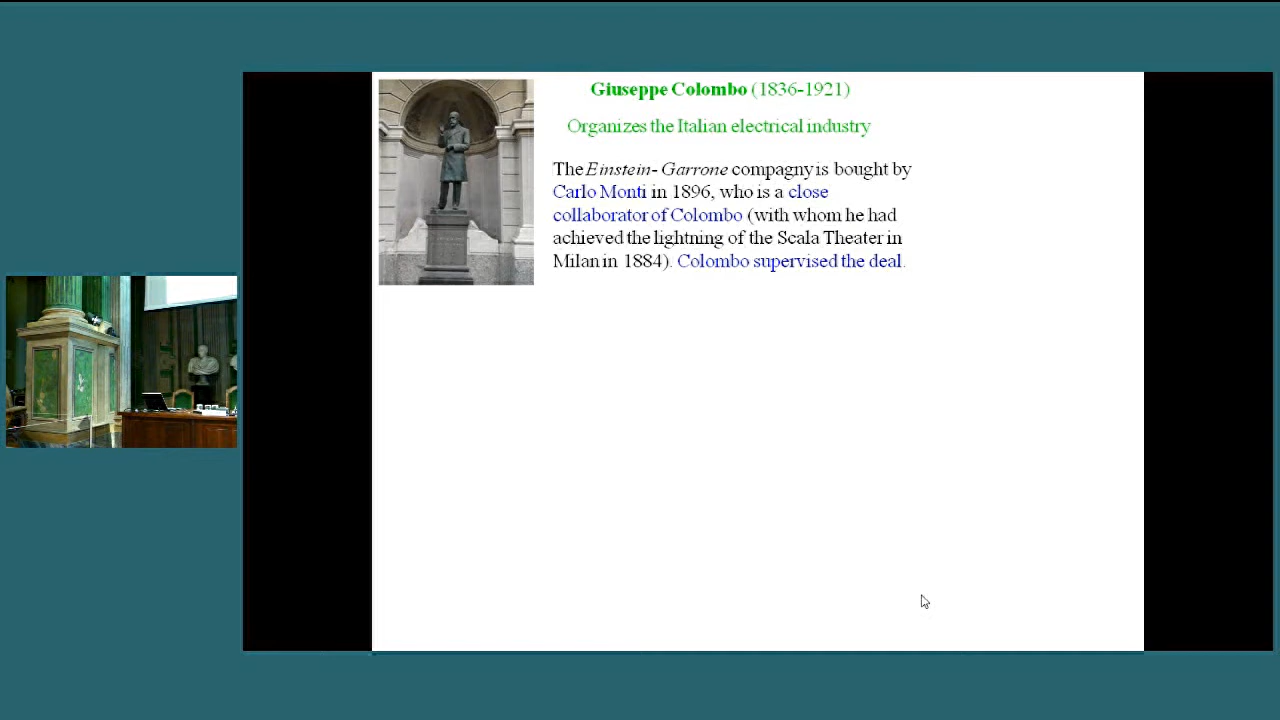 Giuseppe Colombo (1836-1921)
Organizes the Italian electrical industry
The Einstein- Garrone compagny is bought by
Carlo Monti in 1896, who is a close
collaborator of Colombo (with whom he had
achieved the lightning of the Scala Theater in
Milan in 1884). Colombo supervised the deal.